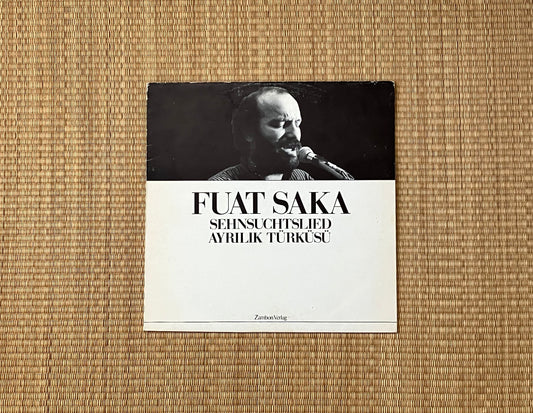 FUAT SAKA
SEHNSUCHTSLIED
AYRILIK TÜRKÜSÜ
Zambon Verlag